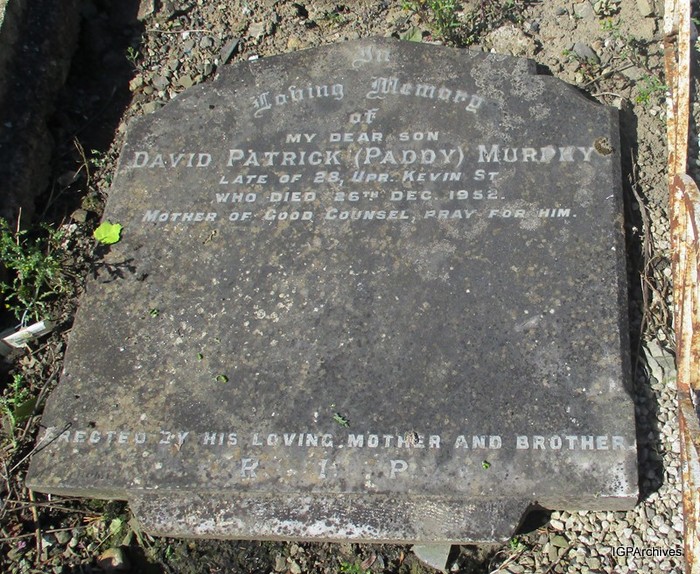 In
Loving Memory
of
MY DEAR SON
DAVID PATRICK (PADDY) MURPHY
LATE OF 28, UPR. KEVIN ST.
WHO DIED 26TH DEC. 1952.
MOTHER OF GOOD COUNSEL, PRAY FOR HIM.
ERECTED BY HIS LOVING MOTHER AND BROTHER
R I P
IGPArchives.